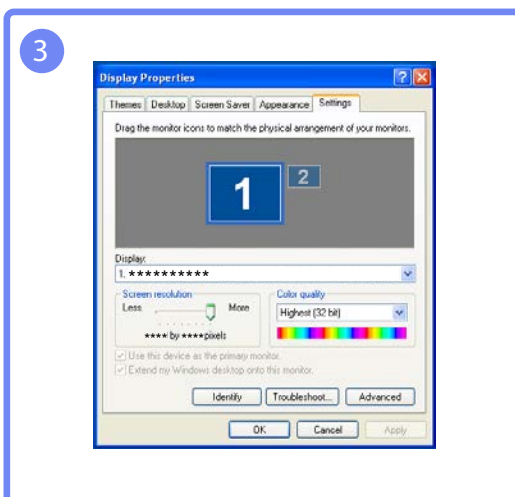 3
Display Properties
Themes Desktop Screen Saver Appearance Settings
Drag the monitor icons to match the physical arrangement of your monitors.
1 2
Display:
1. **********
Screen resolution Color quality
Less More Highest (32 bit)
**** by ****pixels
Use this device as the primary monitor.
Extend my Windows desktop onto this monitor.
Identify Troubleshoot... Advanced
OK Cancel Apply